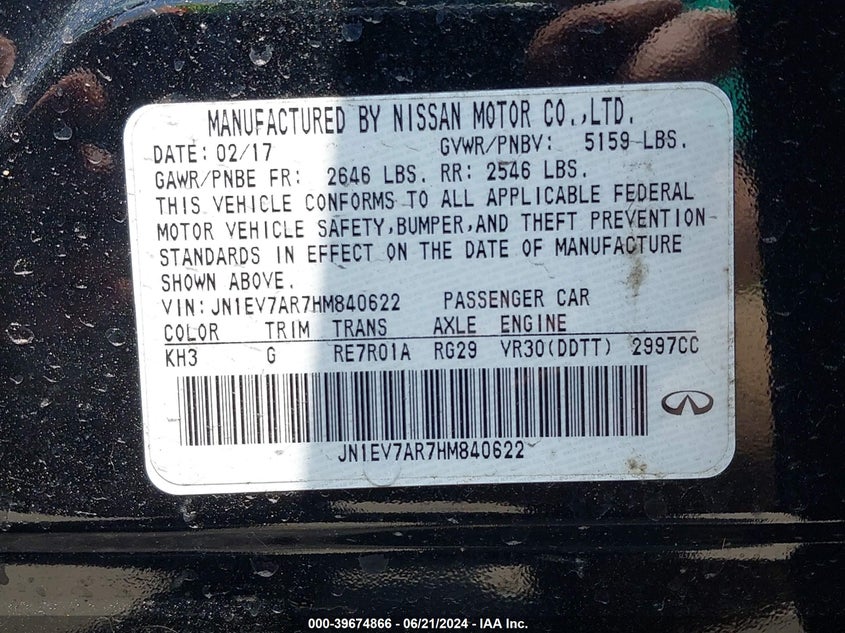 MANUFACTURED BY NISSAN MOTOR CO.,LTD.
DATE: 02/17 GVWR/PNBV: 5159 LBS.
GAWR/PNBE FR: 2646 LBS. RR: 2546 LBS.
THIS VEHICLE CONFORMS TO ALL APPLICABLE FEDERAL
MOTOR VEHICLE SAFETY,BUMPER,AND THEFT PREVENTION
STANDARDS IN EFFECT ON THE DATE OF MANUFACTURE
SHOWN ABOVE.
VIN:JN1EV7AR7HM840622 PASSENGER CAR
COLOR TRIM TRANS AXLE ENGINE
KH3 G RE7R01A RG29 VR30(DDTT) 2997CC
JN1EV7AR7HM840622
000-39674866 - 06/21/2024 - IAA Inc.